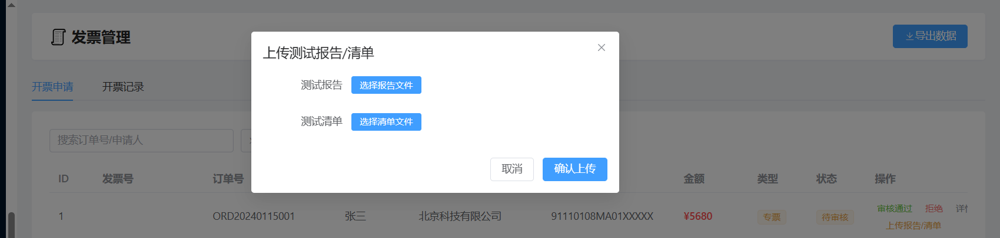 发票管理
导出数据
上传测试报告/清单
开票申请
开票记录
测试报告 选择报告文件
测试清单 选择清单文件
搜索订单号/申请人
取消 确认上传
ID 发票号 订单号 金额 类型 状态 操作
1 ORD20240115001 张三 北京科技有限公司 91110108MA01XXXXX ¥5680 专票 待审核 审核通过 拒绝
上传报告/清单